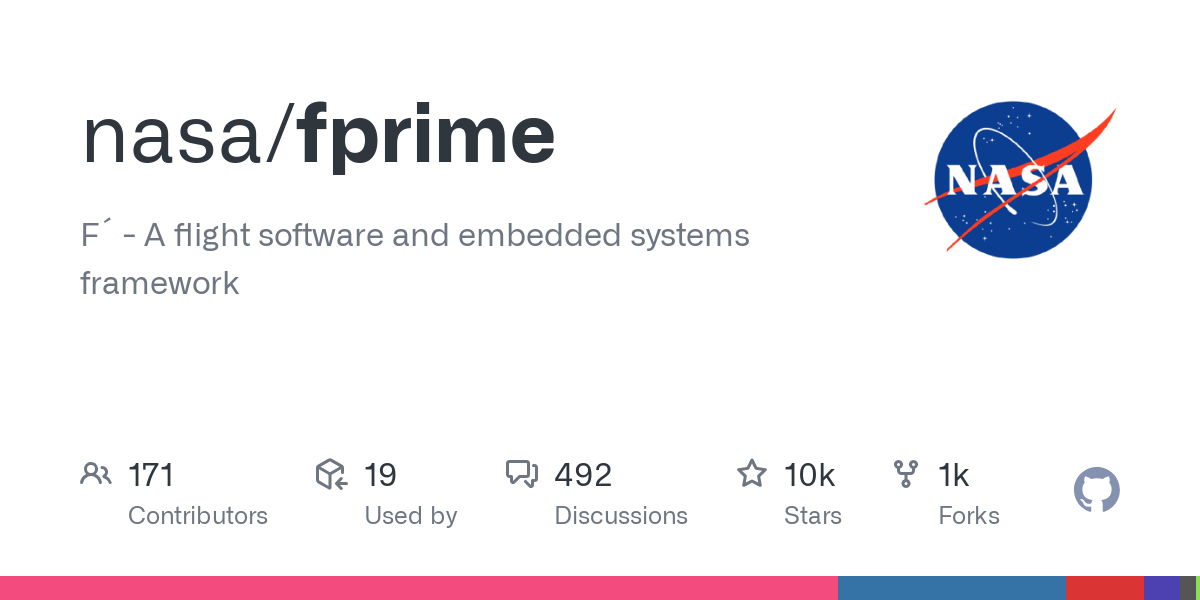 nasa/fprime
F´ - A flight software and embedded systems
framework
NASA
171
Contributors
19
Used by
492
Discussions
10k
Stars
1k
Forks